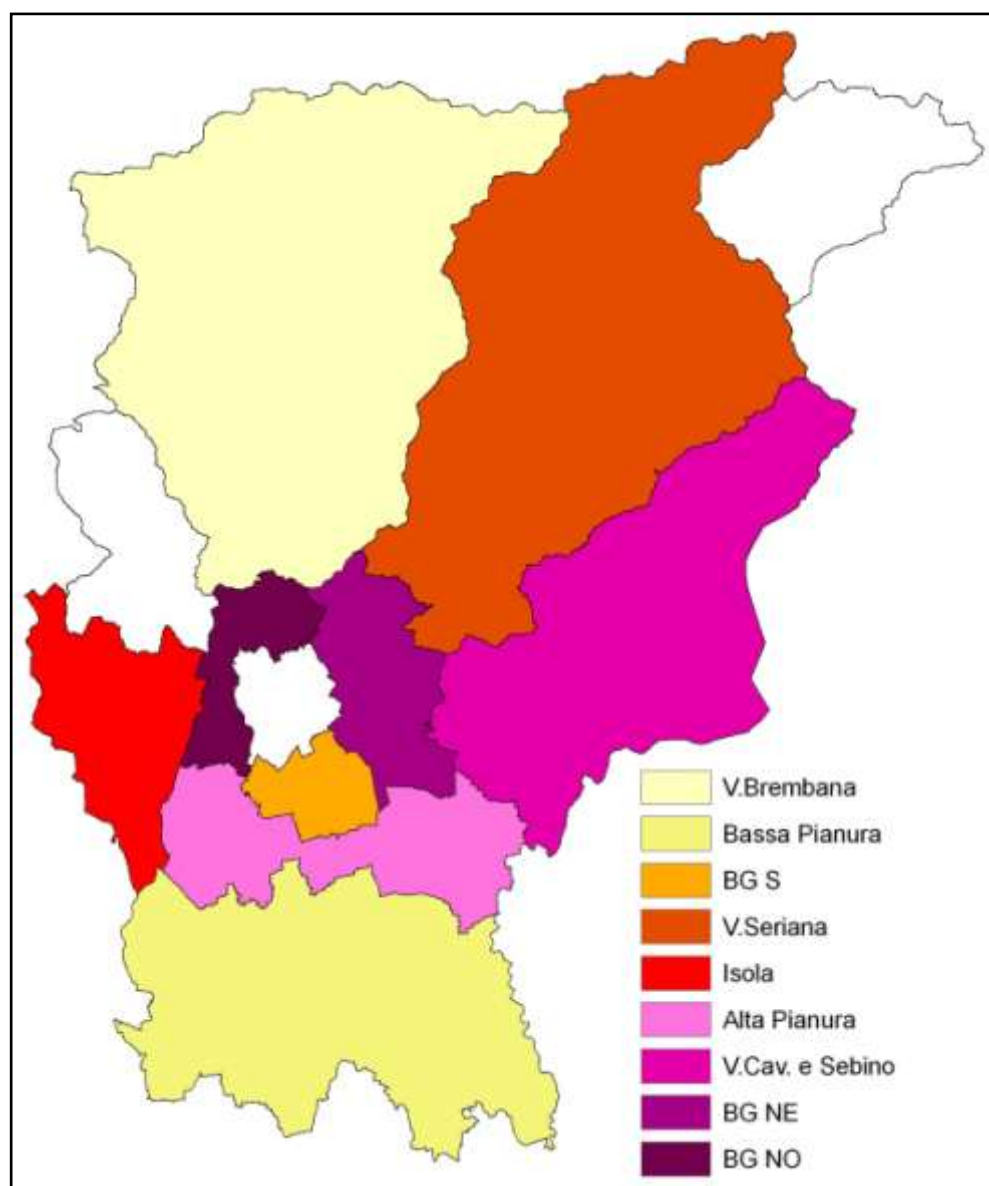 V.Brembana
Bassa Pianura
BG S
V.Seriana
Isola
Alta Pianura
V.Cav. e Sebino
BG NE
BG NO